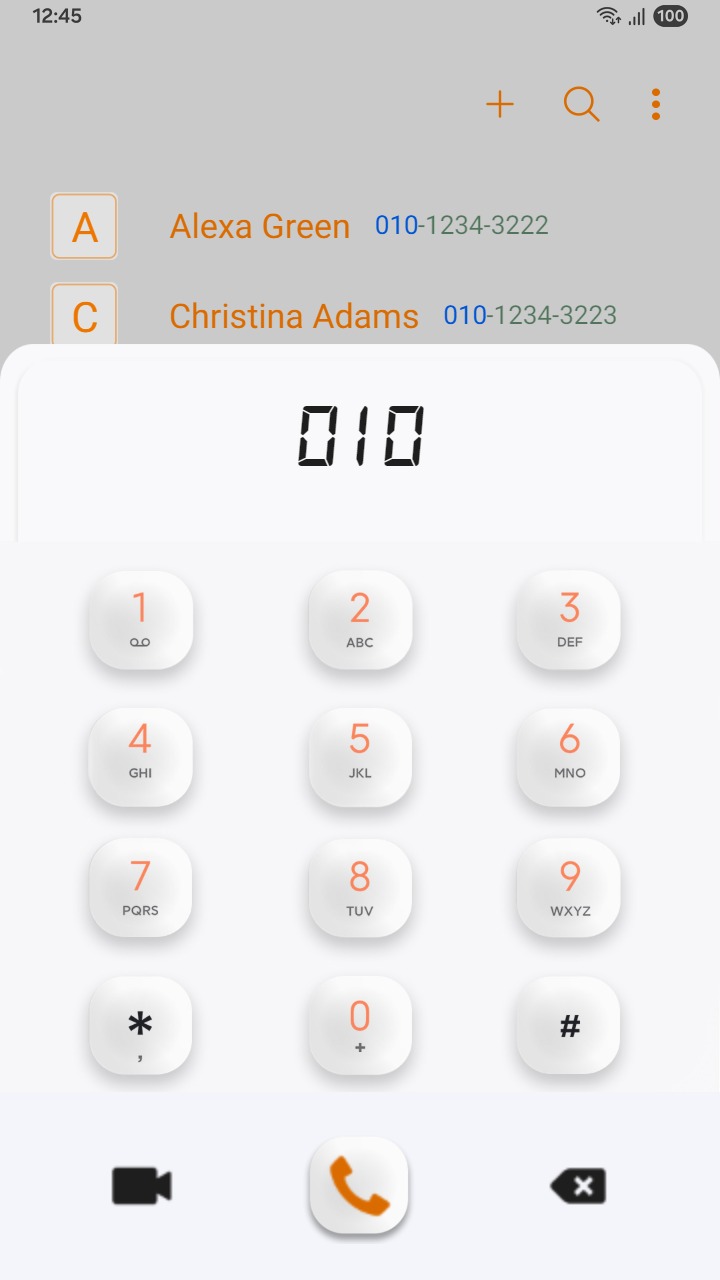 12:45 100
A Alexa Green 010-1234-3222
C Christina Adams 010-1234-3223
010
1 2 3
ABC DEF
4 5 6
GHI JKL MNO
7 8 9
PQRS TUV WXYZ
* 0 #
, +